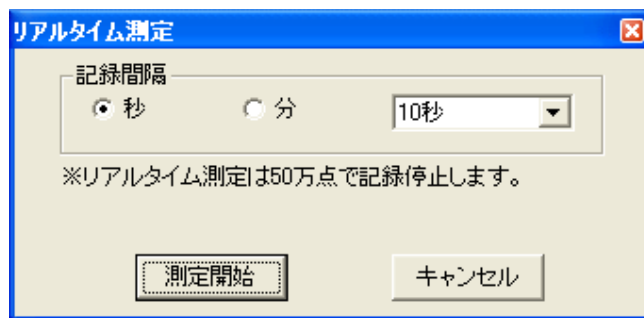 リアルタイム測定
記録間隔
秒 分 10秒
※リアルタイム測定は50万点で記録停止します。
測定開始 キャンセル